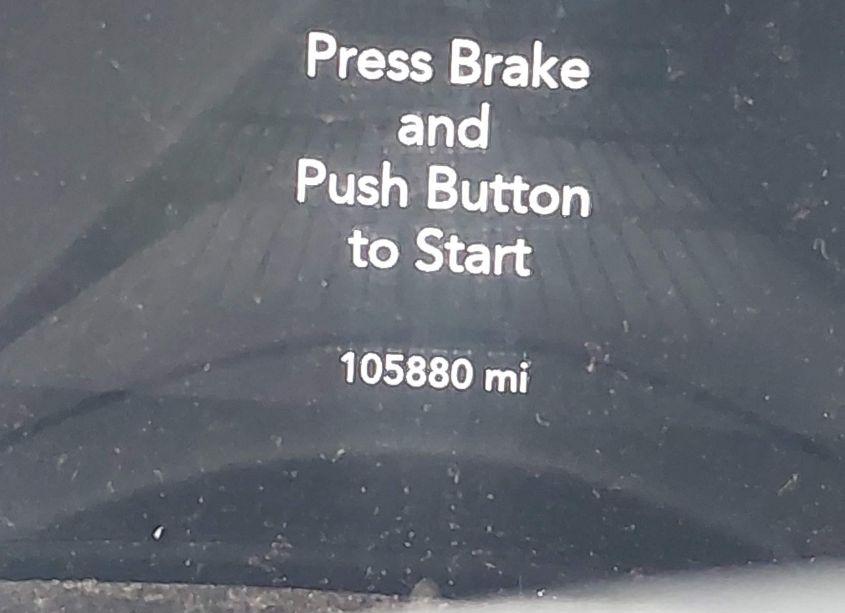 Press Brake
and
Push Button
to Start
105880 mi